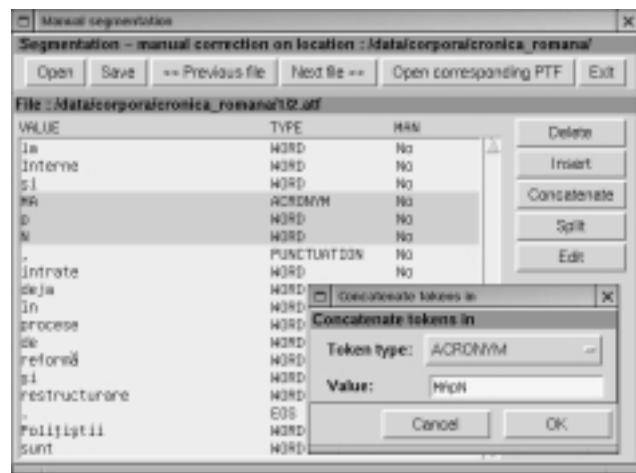 Manual segmentation
Segmentation – manual correction on location : /data/corpora/cronica_romana/
Open Save << Previous file Next file >> Open corresponding PTF Exit
File : /data/corpora/cronica_romana/12.atf
VALUE TYPE MAN
la WORD No
Interne WORD No
si WORD No
MA ACRONYM No
p WORD No
N WORD No
, PUNCTUATION No
intrate WORD No
deja WORD
în WORD
procese WORD
de WORD
reformă WORD
şi WORD
restructurare WORD
. EOS
Poliţiştii WORD
sunt WORD
Delete
Insert
Concatenate
Split
Edit
Concatenate tokens in
Concatenate tokens in
Token type: ACRONYM
Value: MApN
Cancel OK